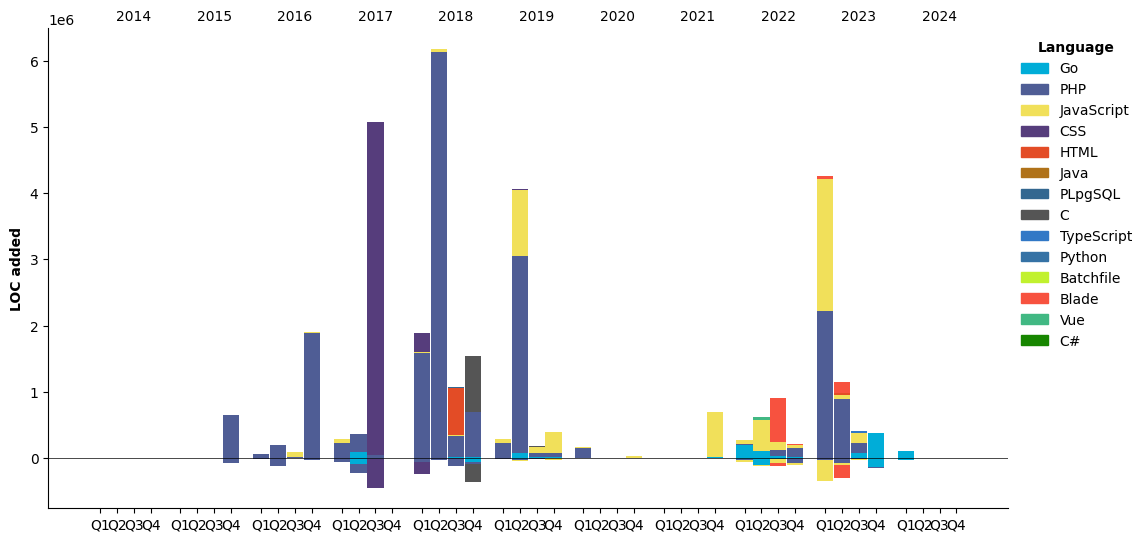 1e6
2014 2015 2016 2017 2018 2019 2020 2021 2022 2023 2024
LOC added
6
5
4
3
2
1
0
Q1Q2Q3Q4 Q1Q2Q3Q4 Q1Q2Q3Q4 Q1Q2Q3Q4 Q1Q2Q3Q4 Q1Q2Q3Q4 Q1Q2Q3Q4 Q1Q2Q3Q4 Q1Q2Q3Q4 Q1Q2Q3Q4 Q1Q2Q3Q4
Language
Go
PHP
JavaScript
CSS
HTML
Java
PLpgSQL
C
TypeScript
Python
Batchfile
Blade
Vue
C#